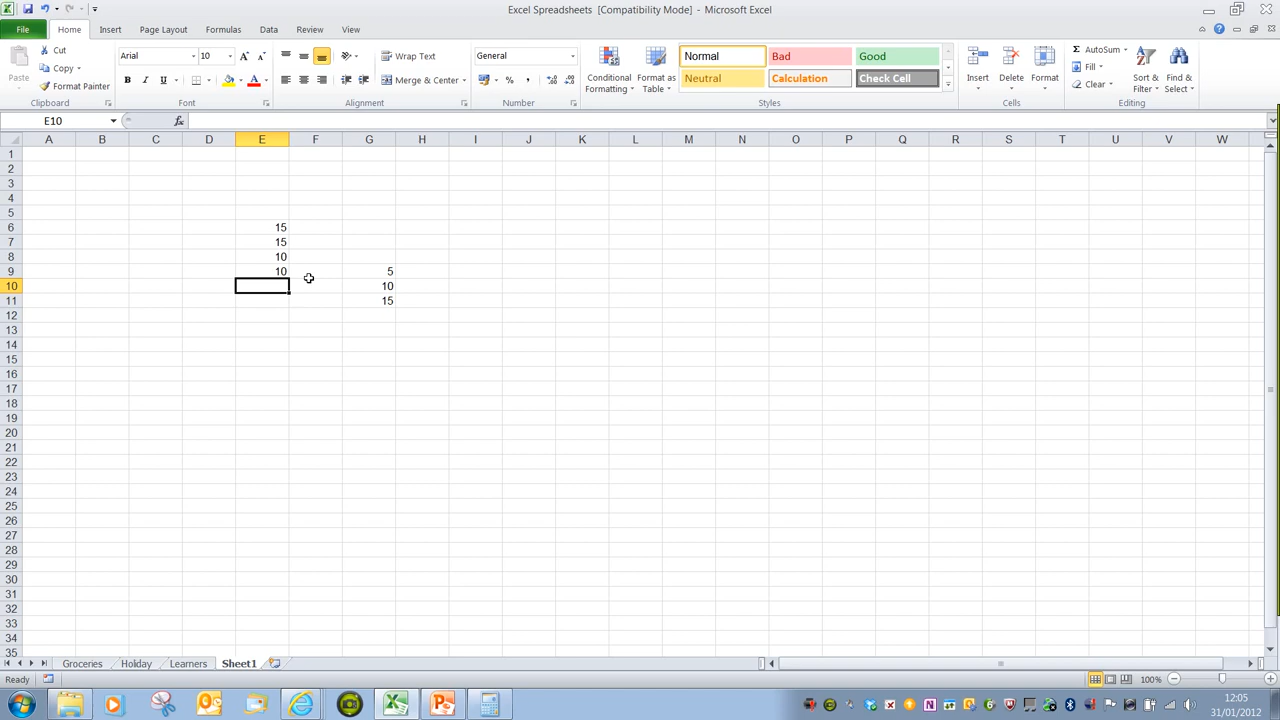 Excel Spreadsheets [Compatibility Mode] - Microsoft Excel
File Home Insert Page Layout Formulas Data Review View
Paste
Cut
Copy
Format Painter
Clipboard
Arial 10
B I U
Font
Wrap Text
Merge & Center
Alignment
General
Number
Conditional Formatting
Format as Table
Normal Bad Good
Neutral Calculation Check Cell
Styles
Insert Delete Format
Cells
AutoSum
Fill
Clear
Sort & Filter
Find & Select
Editing
E10 fx
A B C D E F G H I J K L M N O P Q R S T U V W
1
2
3
4
5
6 15
7 15
8 10
9 10 5
10 10
11 15
12
13
14
15
16
17
18
19
20
21
22
23
24
25
26
27
28
29
30
31
32
33
34
35
Groceries Holiday Learners Sheet1
Ready 100%
12:05
31/01/2012